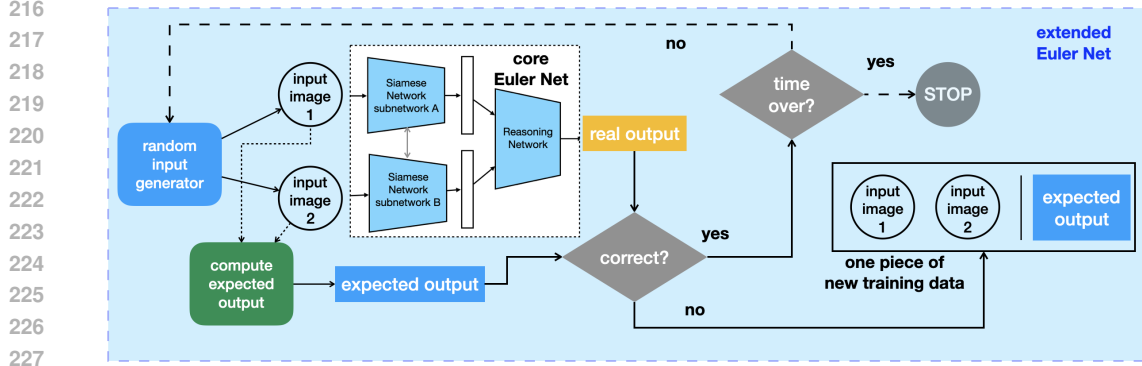 216
217
218
219
220
221
222
223
224
225
226
227
extended
Euler Net
no
core
Euler Net
time
over?
yes
STOP
input
image
1
Siamese
Network
subnetwork A
Reasoning
Network
real output
random
input
generator
input
image
2
Siamese
Network
subnetwork B
input
image
1
input
image
2
expected
output
correct?
yes
one piece of
new training data
compute
expected
output
expected output
no